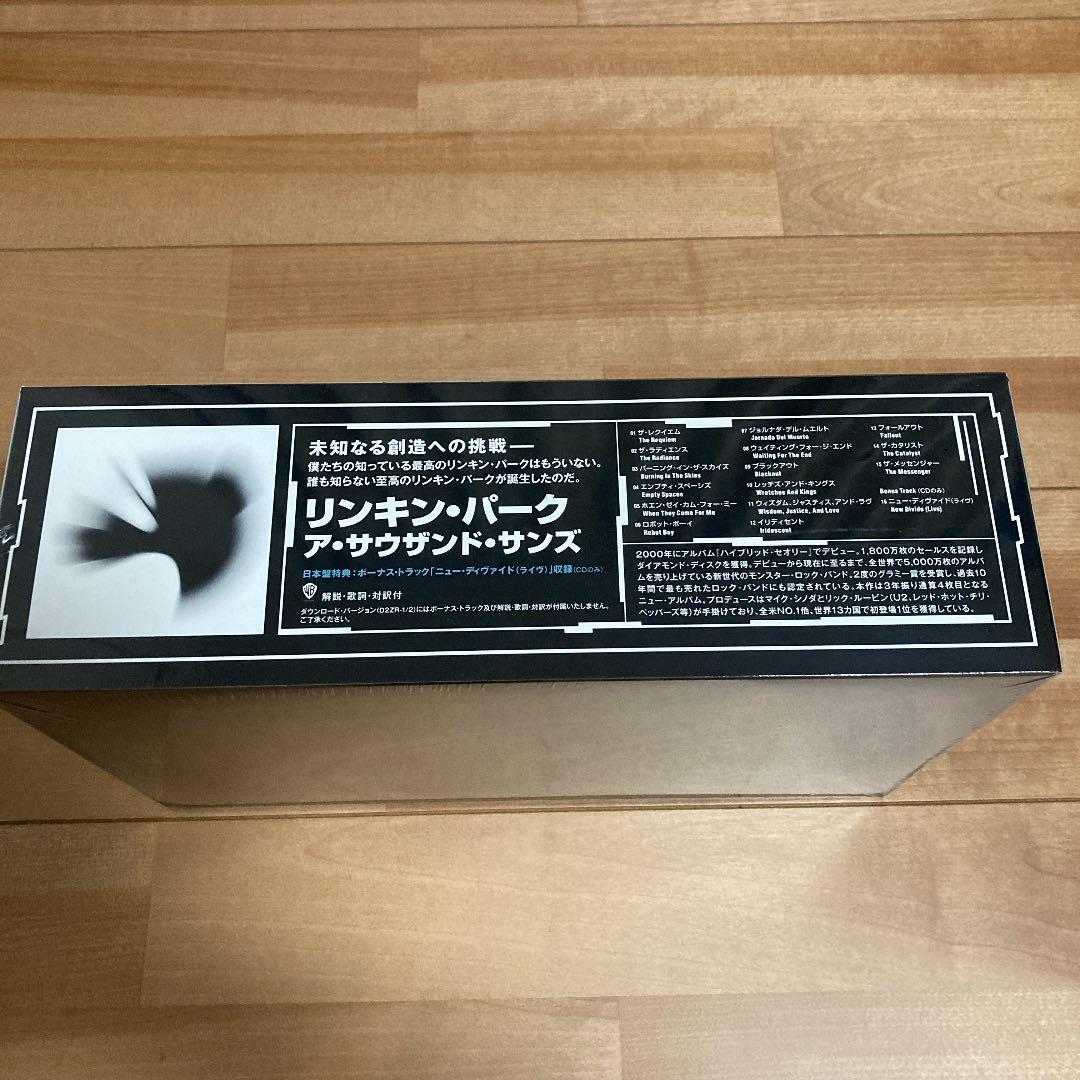 未知なる創造への挑戦―
僕たちの知っている最高のリンキン・パークはもういない。
誰も知らない至高のリンキン・パークが誕生したのだ。
リンキン・パーク
ア・サウザンド・サンズ
日本盤特典：ボーナス・トラック「ニュー・ディヴァイド(ライヴ)」収録(CDのみ)
WB 解説・歌詞・対訳付
ダウンロード・バージョン(D2ZR-1/2)にはボーナス・トラック及び解説・歌詞・対訳が付属いたしません。
ご了承ください。
01 ザ・レクイエム
The Requiem
02 ザ・ラディエンス
The Radiance
03 バーニング・イン・ザ・スカイズ
Burning In The Skies
04 エンプティ・スペーシズ
Empty Spaces
05 ホエン・ゼイ・カム・フォー・ミー
When They Come For Me
06 ロボット・ボーイ
Robot Boy
07 ジョルナダ・デル・ムエルト
Jornada Del Muerto
08 ウェイティング・フォー・ジ・エンド
Waiting For The End
09 ブラックアウト
Blackout
10 レッチズ・アンド・キングス
Wretches And Kings
11 ウィズダム、ジャスティス、アンド・ラヴ
Wisdom, Justice, And Love
12 イリディセント
Iridescent
13 フォールアウト
Fallout
14 ザ・カタリスト
The Catalyst
15 ザ・メッセンジャー
The Messenger
Bonus Track (CDのみ)
16 ニュー・ディヴァイド(ライヴ)
New Divide (Live)
2000年にアルバム『ハイブリッド・セオリー』でデビュー。1,800万枚のセールスを記録し
ダイアモンド・ディスクを獲得。デビューから現在に至るまで、全世界で5,000万枚のアルバ
ムを売り上げている新世代のモンスター・ロック・バンド。2度のグラミー賞を受賞し、過去10
年間で最も売れたロック・バンドにも認定されている。本作は3年振り通算4枚目となる
ニュー・アルバム。プロデュースはマイク・シノダとリック・ルービン(U2、レッド・ホット・チリ・
ペッパーズ等)が手掛けており、全米NO.1他、世界13カ国で初登場1位を獲得している。